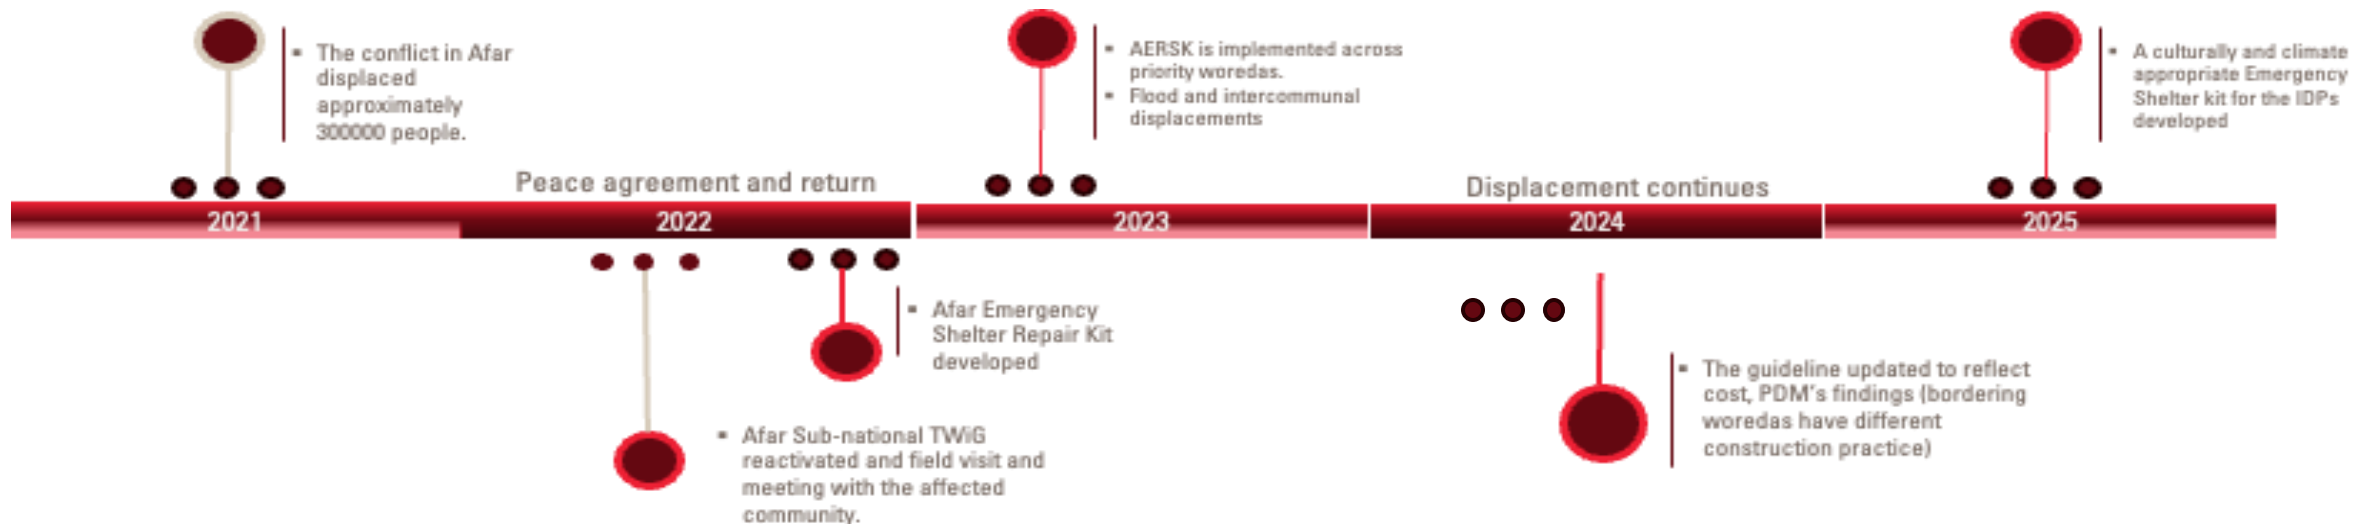 ▪ The conflict in Afar
displaced
approximately
300000 people.
▪ AERSK is implemented across
priority woredas.
▪ Flood and intercommunal
displacements
▪ A culturally and climate
appropriate Emergency
Shelter kit for the IDPs
developed
Peace agreement and return
Displacement continues
2021
2022
2023
2024
2025
▪ Afar Emergency
Shelter Repair Kit
developed
▪ Afar Sub-national TWiG
reactivated and field visit and
meeting with the affected
community.
▪ The guideline updated to reflect
cost, PDM's findings (bordering
woredas have different
construction practice)